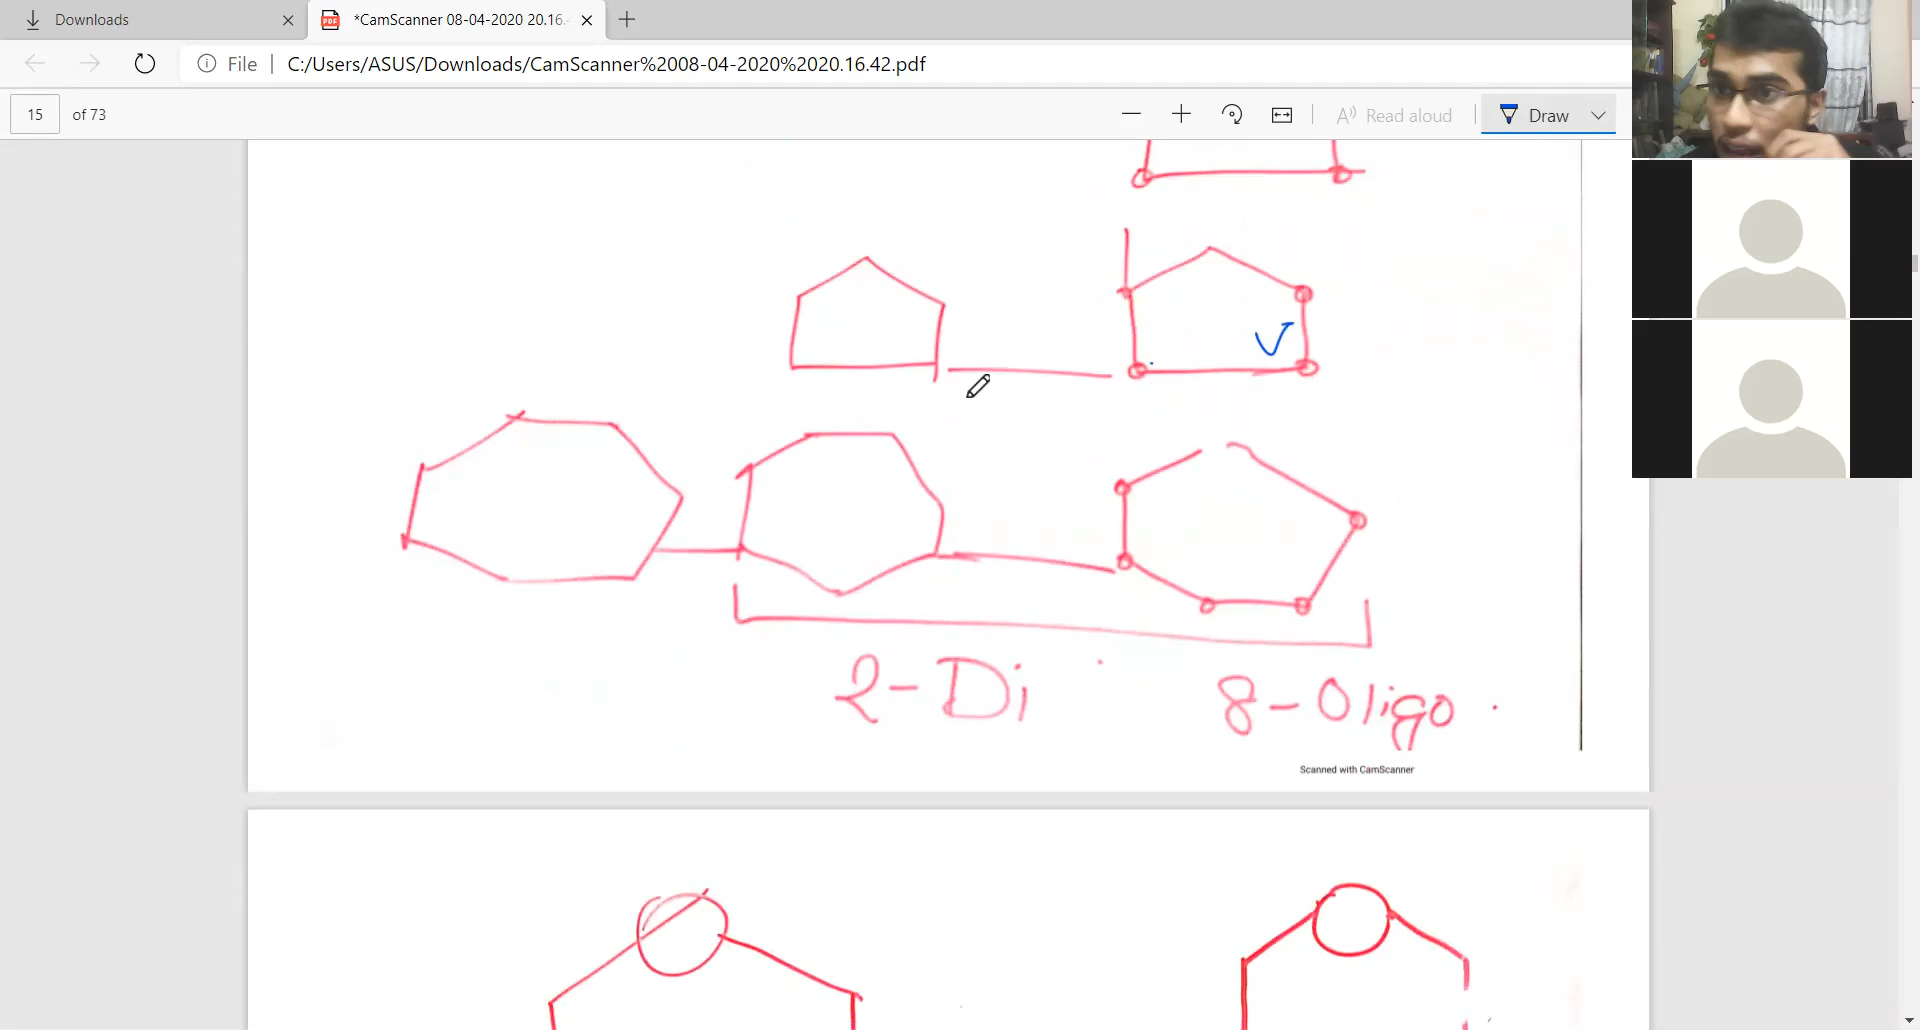 Downloads
*CamScanner 08-04-2020 20.16.
File
C:/Users/ASUS/Downloads/CamScanner%2008-04-2020%2020.16.42.pdf
15 of 73
Read aloud
Draw
2-Di 8-Oligo
Scanned with CamScanner